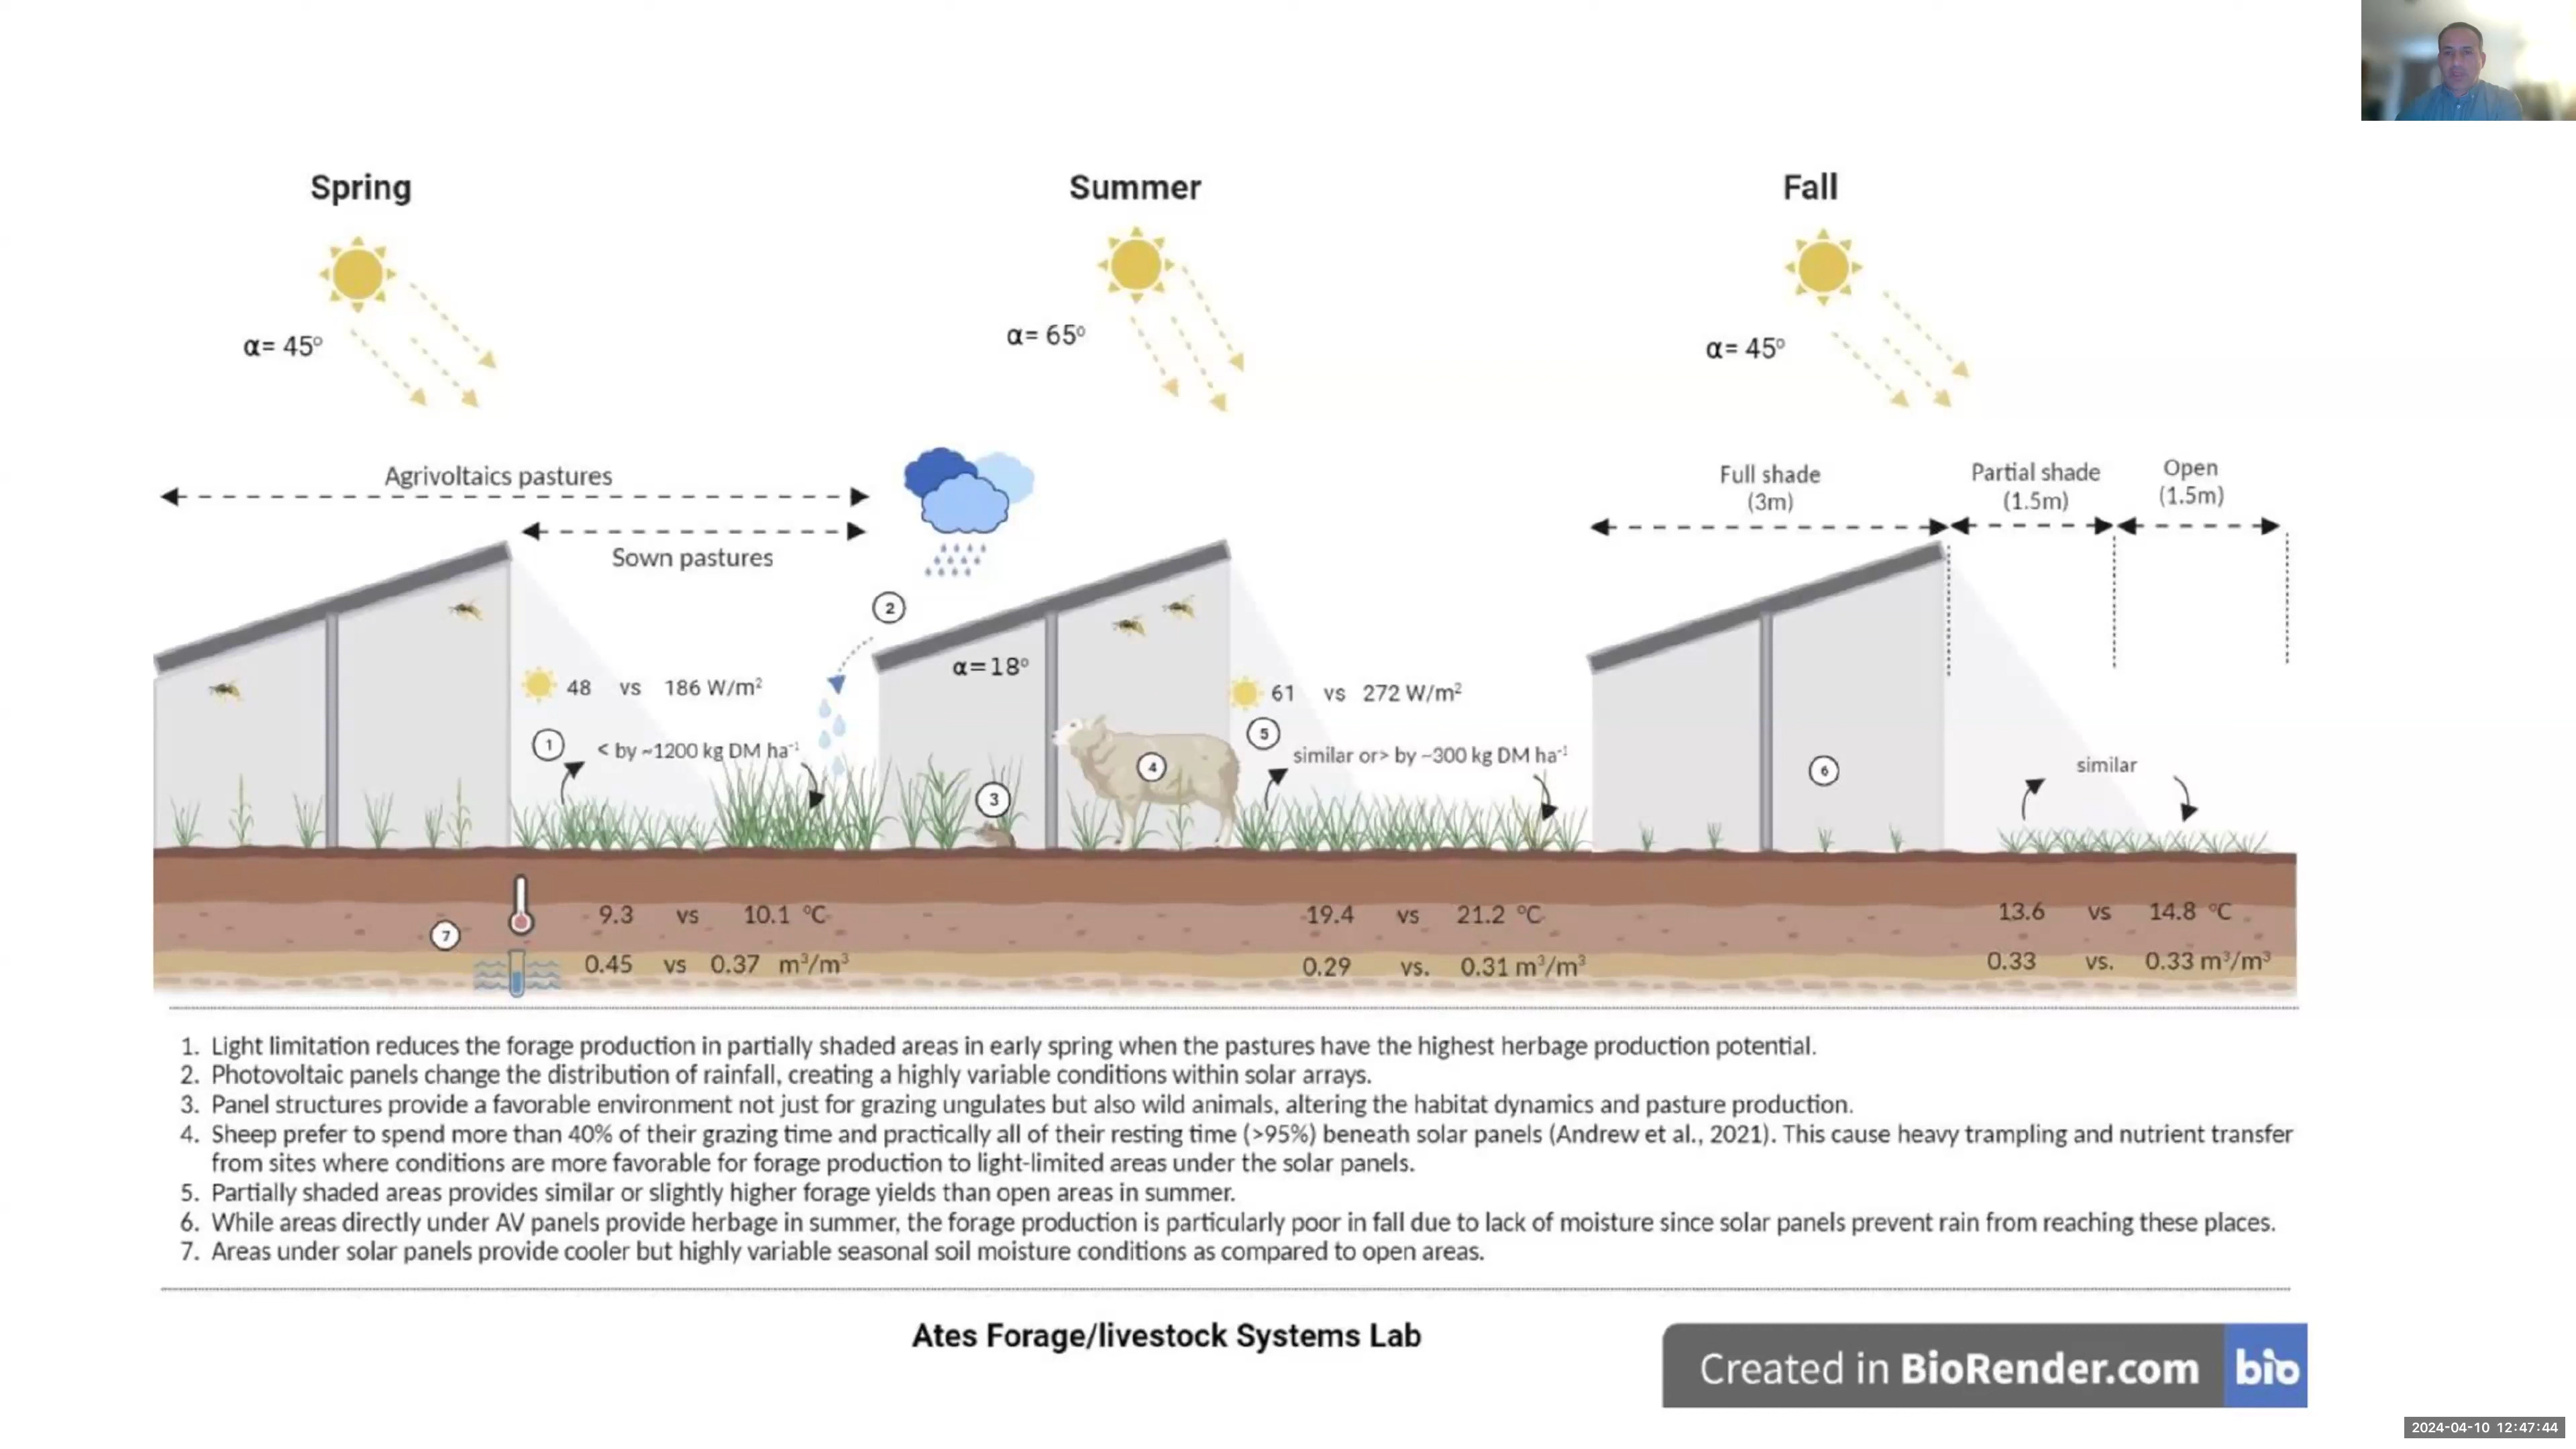 Spring
Summer
Fall
α= 45º
α= 65º
α= 45º
Agrivoltaics pastures
Sown pastures
Full shade
(3m)
Partial shade
(1.5m)
Open
(1.5m)
2
α=18º
48 vs 186 W/m²
61 vs 272 W/m²
1
< by ~1200 kg DM ha⁻¹
5
similar or> by ~300 kg DM ha⁻¹
similar
3
4
6
7
9.3 vs 10.1 ºC
19.4 vs 21.2 ºC
13.6 vs 14.8 ºC
0.45 vs 0.37 m³/m³
0.29 vs. 0.31 m³/m³
0.33 vs. 0.33 m³/m³
1. Light limitation reduces the forage production in partially shaded areas in early spring when the pastures have the highest herbage production potential.
2. Photovoltaic panels change the distribution of rainfall, creating a highly variable conditions within solar arrays.
3. Panel structures provide a favorable environment not just for grazing ungulates but also wild animals, altering the habitat dynamics and pasture production.
4. Sheep prefer to spend more than 40% of their grazing time and practically all of their resting time (>95%) beneath solar panels (Andrew et al., 2021). This cause heavy trampling and nutrient transfer
from sites where conditions are more favorable for forage production to light-limited areas under the solar panels.
5. Partially shaded areas provides similar or slightly higher forage yields than open areas in summer.
6. While areas directly under AV panels provide herbage in summer, the forage production is particularly poor in fall due to lack of moisture since solar panels prevent rain from reaching these places.
7. Areas under solar panels provide cooler but highly variable seasonal soil moisture conditions as compared to open areas.
Ates Forage/livestock Systems Lab
Created in BioRender.com bio
2024-04-10 12:47:44